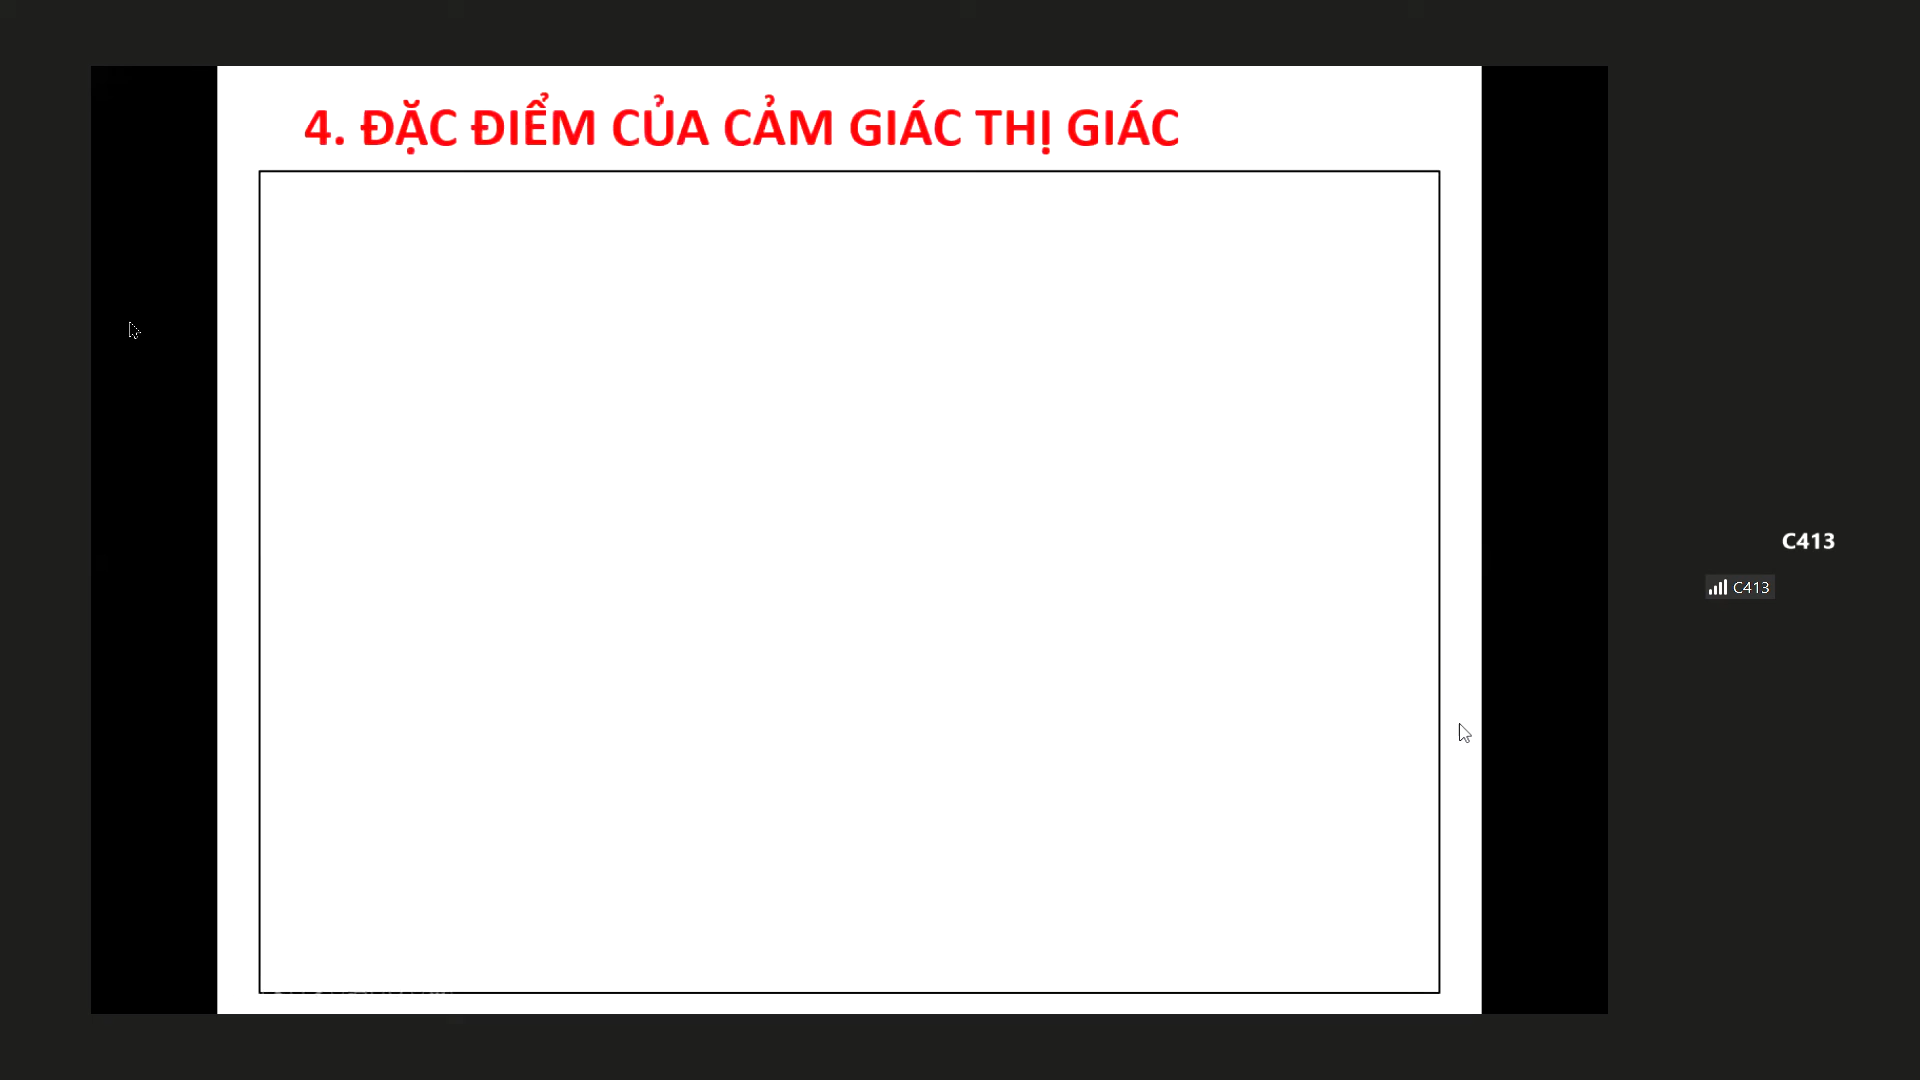 4. ĐẶC ĐIỂM CỦA CẢM GIÁC THỊ GIÁC
C413
C413